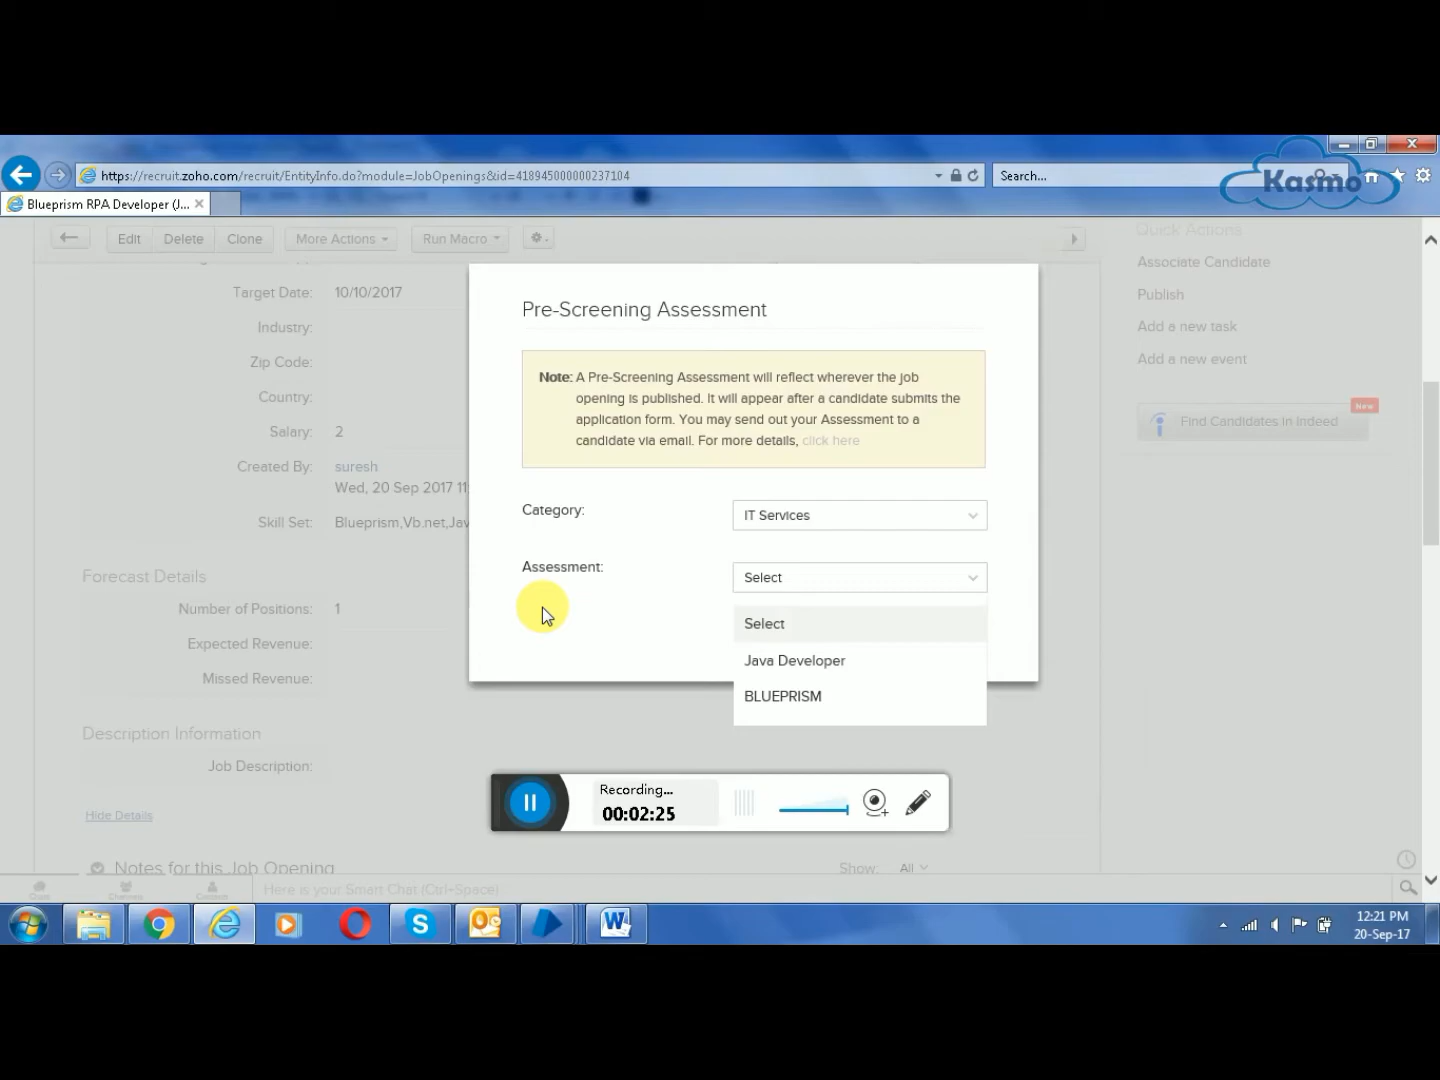 Kasmo
https://recruit.zoho.com/recruit/EntityInfo.do?module=JobOpenings&id=418945000000237104
Search...
Blueprism RPA Developer (J...
Edit
Delete
Clone
More Actions
Run Macro
Quick Actions
Associate Candidate
Publish
Add a new task
Add a new event
New
Find Candidates in Indeed
Target Date: 10/10/2017
Industry:
Zip Code:
Country:
Salary: 2
Created By: suresh
Wed, 20 Sep 2017 11
Skill Set: Blueprism,Vb.net,Jav
Forecast Details
Number of Positions: 1
Expected Revenue:
Missed Revenue:
Description Information
Job Description:
Hide Details
Notes for this Job Opening
Show: All
Pre-Screening Assessment
Note: A Pre-Screening Assessment will reflect wherever the job
opening is published. It will appear after a candidate submits the
application form. You may send out your Assessment to a
candidate via email. For more details, click here
Category: IT Services
Assessment: Select
Select
Java Developer
BLUEPRISM
Recording...
00:02:25
Here is your Smart Chat (Ctrl+Space)
12:21 PM
20-Sep-17